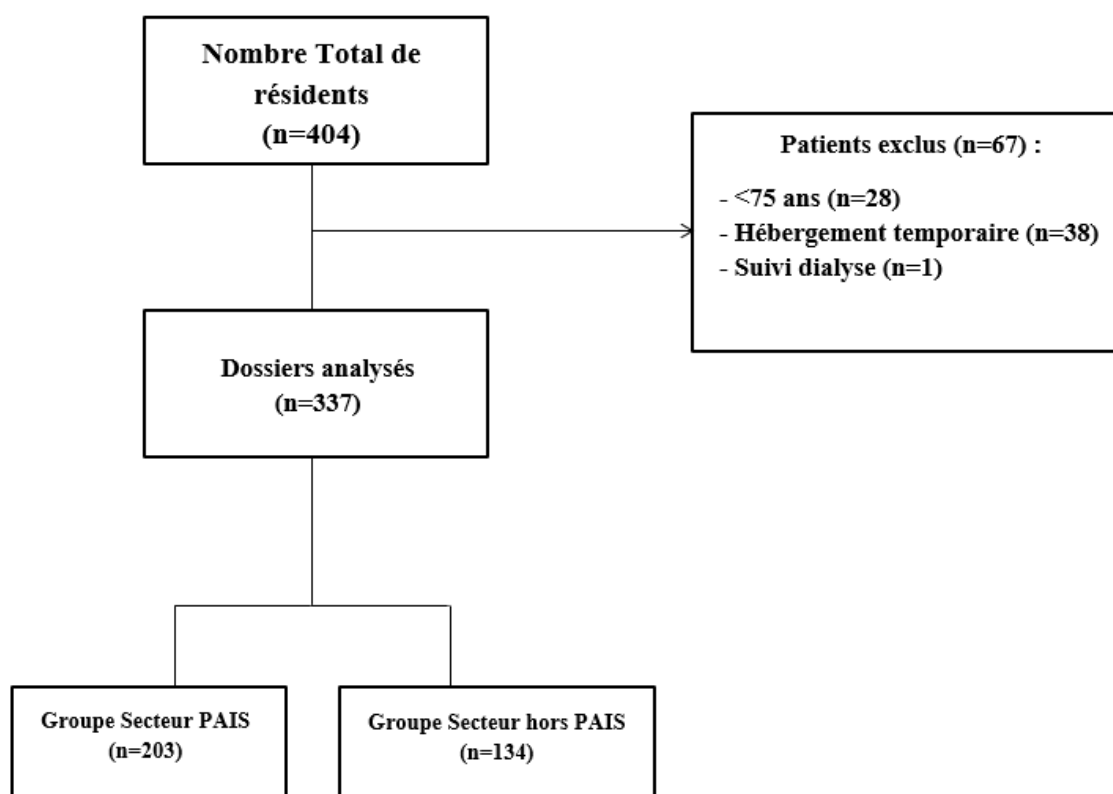 Nombre Total de
résidents
(n=404)
Patients exclus (n=67) :
- <75 ans (n=28)
- Hébergement temporaire (n=38)
- Suivi dialyse (n=1)
Dossiers analysés
(n=337)
Groupe Secteur PAIS
(n=203)
Groupe Secteur hors PAIS
(n=134)